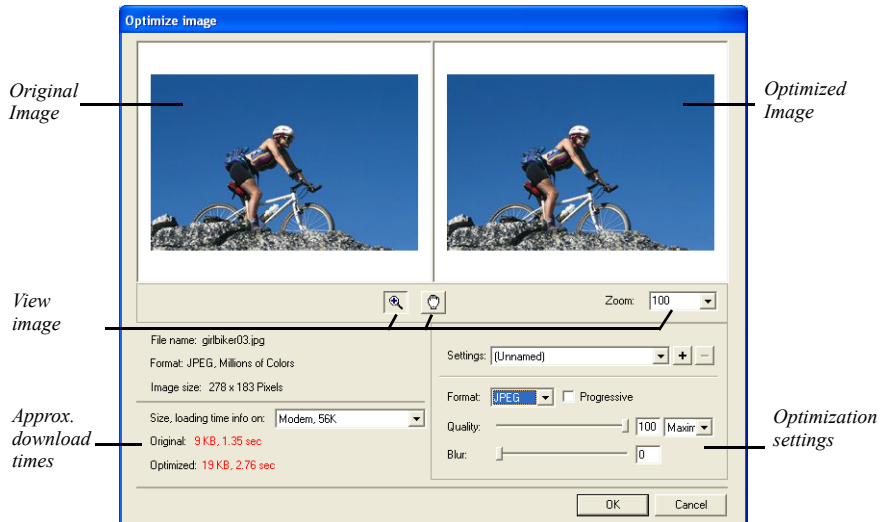 Optimize image
Original
Image
Optimized
Image
View
image
Zoom: 100
File name: girlbiker03.jpg
Format: JPEG, Millions of Colors
Image size: 278 x 183 Pixels
Settings: (Unnamed)
Format: JPEG Progressive
Approx.
download
times
Size, loading time info on: Modem, 56K
Original: 9 KB, 1.35 sec
Optimized: 19 KB, 2.76 sec
Quality: 100 Maxim
Blur: 0
Optimization
settings
OK Cancel